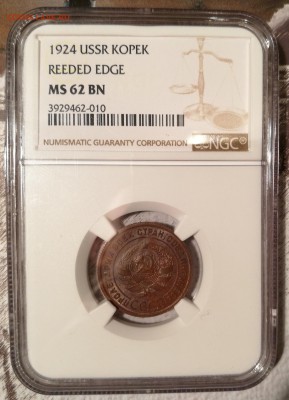 1924 USSR KOPEK
REEDED EDGE
MS 62 BN
3929462-010
NUMISMATIC GUARANTY CORPORATION NGC®